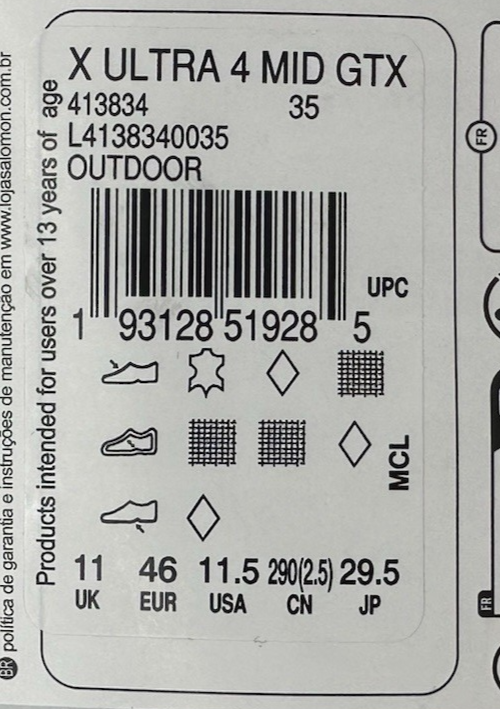 X ULTRA 4 MID GTX
413834 35
L4138340035
OUTDOOR
UPC
1 93128 51928 5
MCL
11 46 11.5 290(2.5) 29.5
UK EUR USA CN JP
Products intended for users over 13 years of age
BR política de garantia e instruções de manutenção em www.lojasalomon.com.br
FR
FR